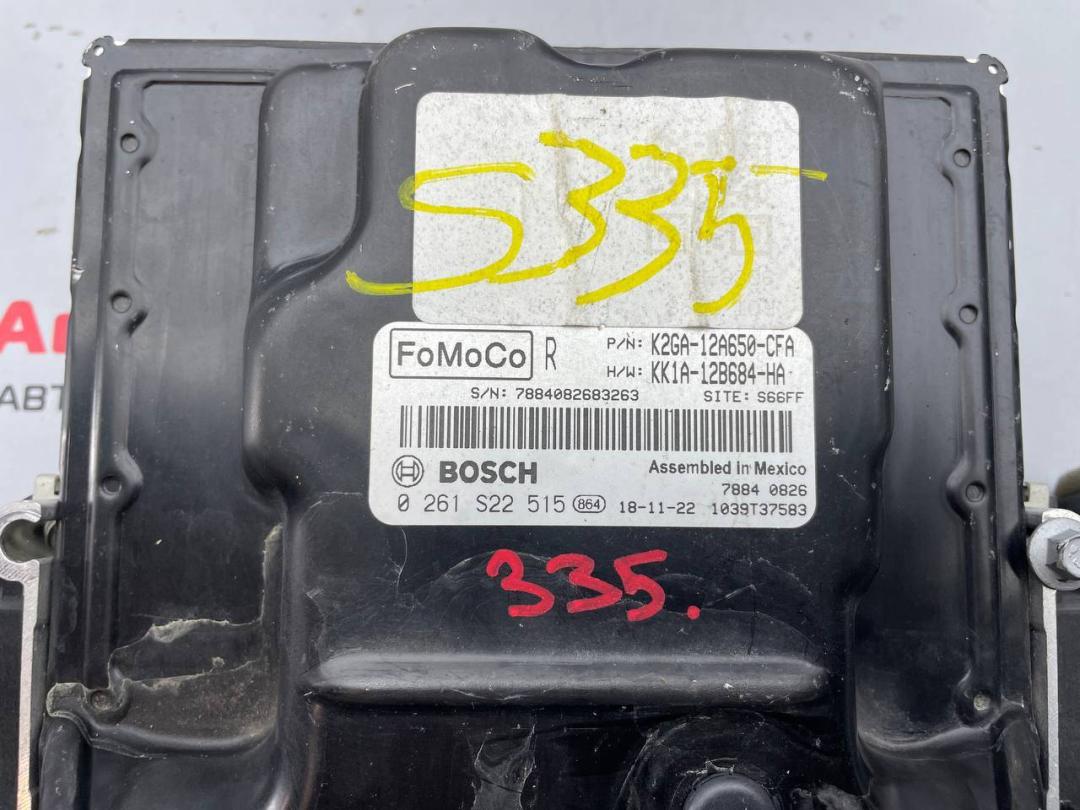 S335
FoMoCo R P/N: K2GA-12A650-CFA
H/W: KK1A-12B684-HA
S/N: 7884082683263 SITE: S66FF
BOSCH Assembled in Mexico
7884 0826
0 261 S22 515 864 18-11-22 1039T37583
335.